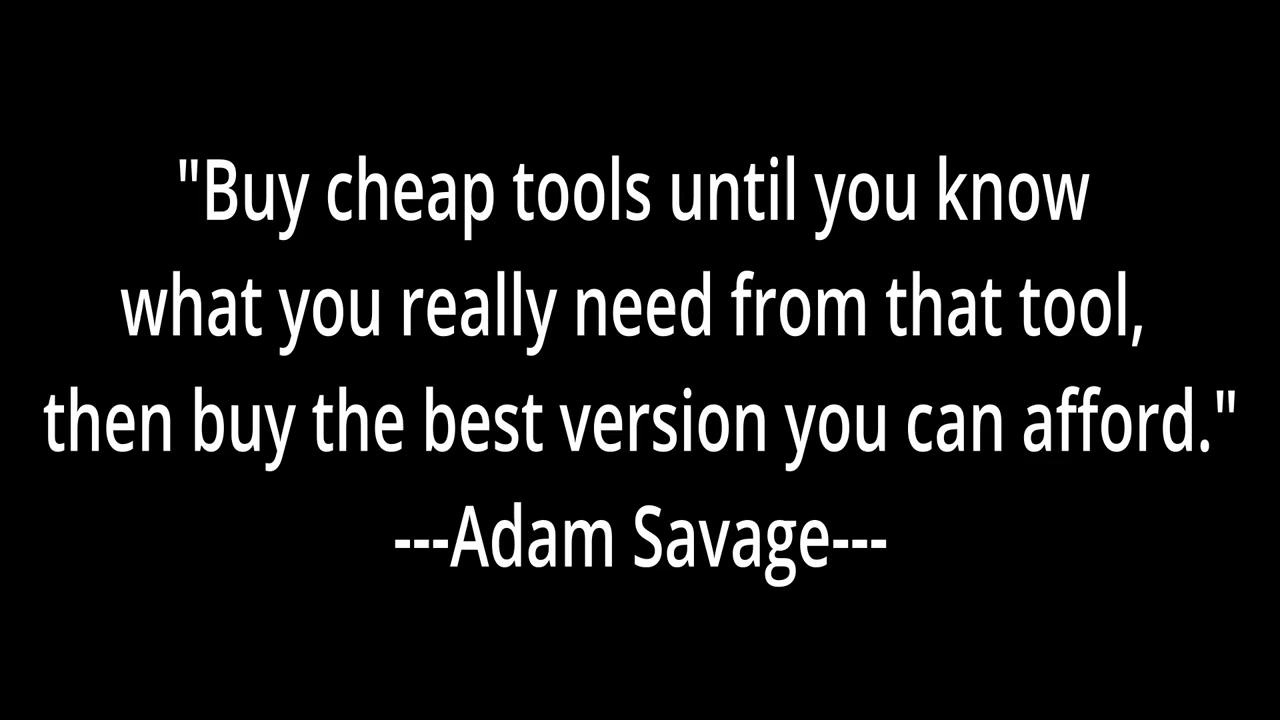 "Buy cheap tools until you know
what you really need from that tool,
then buy the best version you can afford."
---Adam Savage---